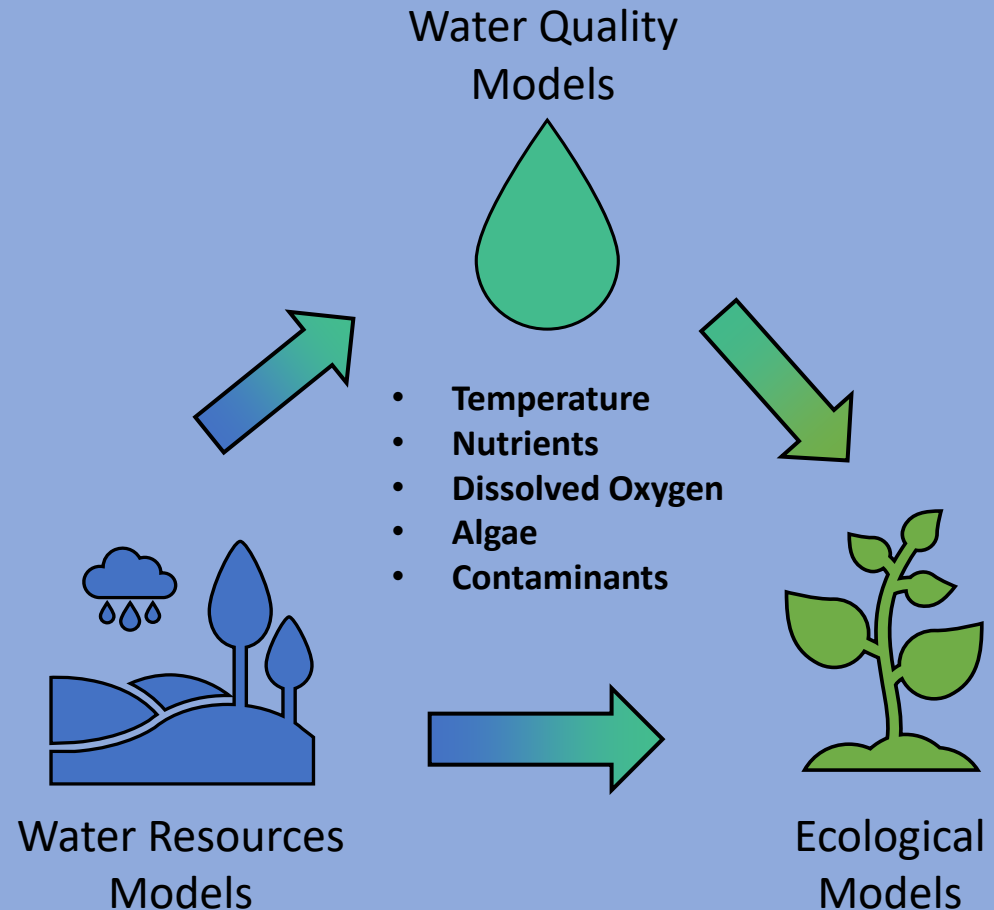 Water Quality
Models
• Temperature
• Nutrients
• Dissolved Oxygen
• Algae
• Contaminants
Water Resources
Models
Ecological
Models